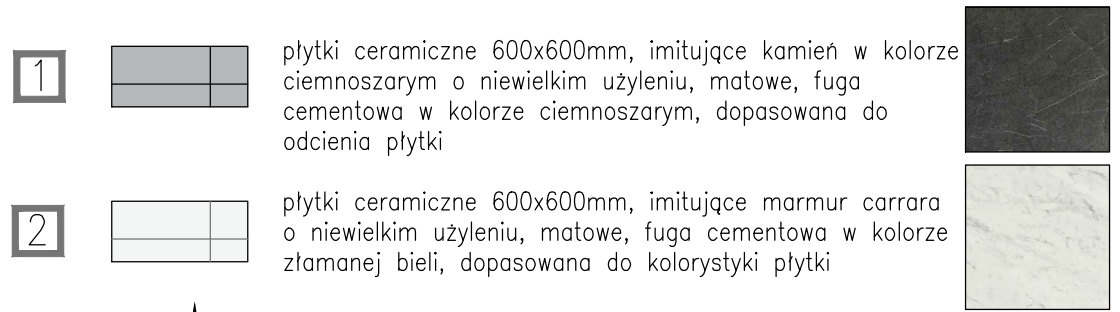 1
płytki ceramiczne 600x600mm, imitujące kamień w kolorze
ciemnoszarym o niewielkim użyleniu, matowe, fuga
cementowa w kolorze ciemnoszarym, dopasowana do
odcienia płytki
2
płytki ceramiczne 600x600mm, imitujące marmur carrara
o niewielkim użyleniu, matowe, fuga cementowa w kolorze
złamanej bieli, dopasowana do kolorystyki płytki